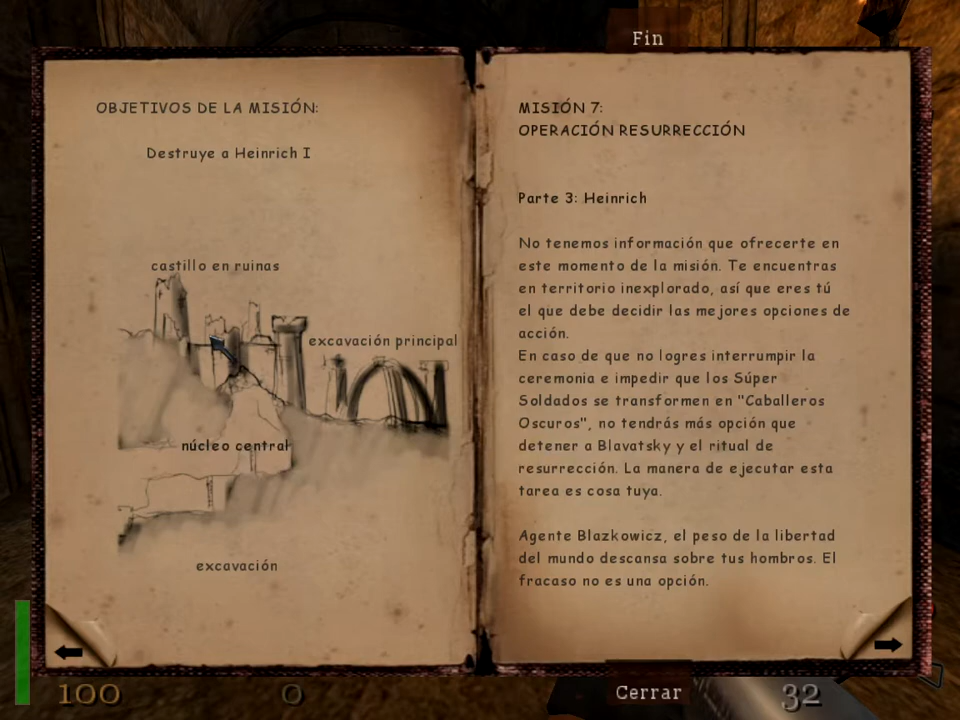 Fin
OBJETIVOS DE LA MISIÓN:
Destruye a Heinrich I
castillo en ruinas
excavación principal
núcleo central
excavación
MISIÓN 7:
OPERACIÓN RESURRECCIÓN
Parte 3: Heinrich
No tenemos información que ofrecerte en
este momento de la misión. Te encuentras
en territorio inexplorado, así que eres tú
el que debe decidir las mejores opciones de
acción.
En caso de que no logres interrumpir la
ceremonia e impedir que los Súper
Soldados se transformen en "Caballeros
Oscuros", no tendrás más opción que
detener a Blavatsky y el ritual de
resurrección. La manera de ejecutar esta
tarea es cosa tuya.
Agente Blazkowicz, el peso de la libertad
del mundo descansa sobre tus hombros. El
fracaso no es una opción.
100
0
Cerrar
32